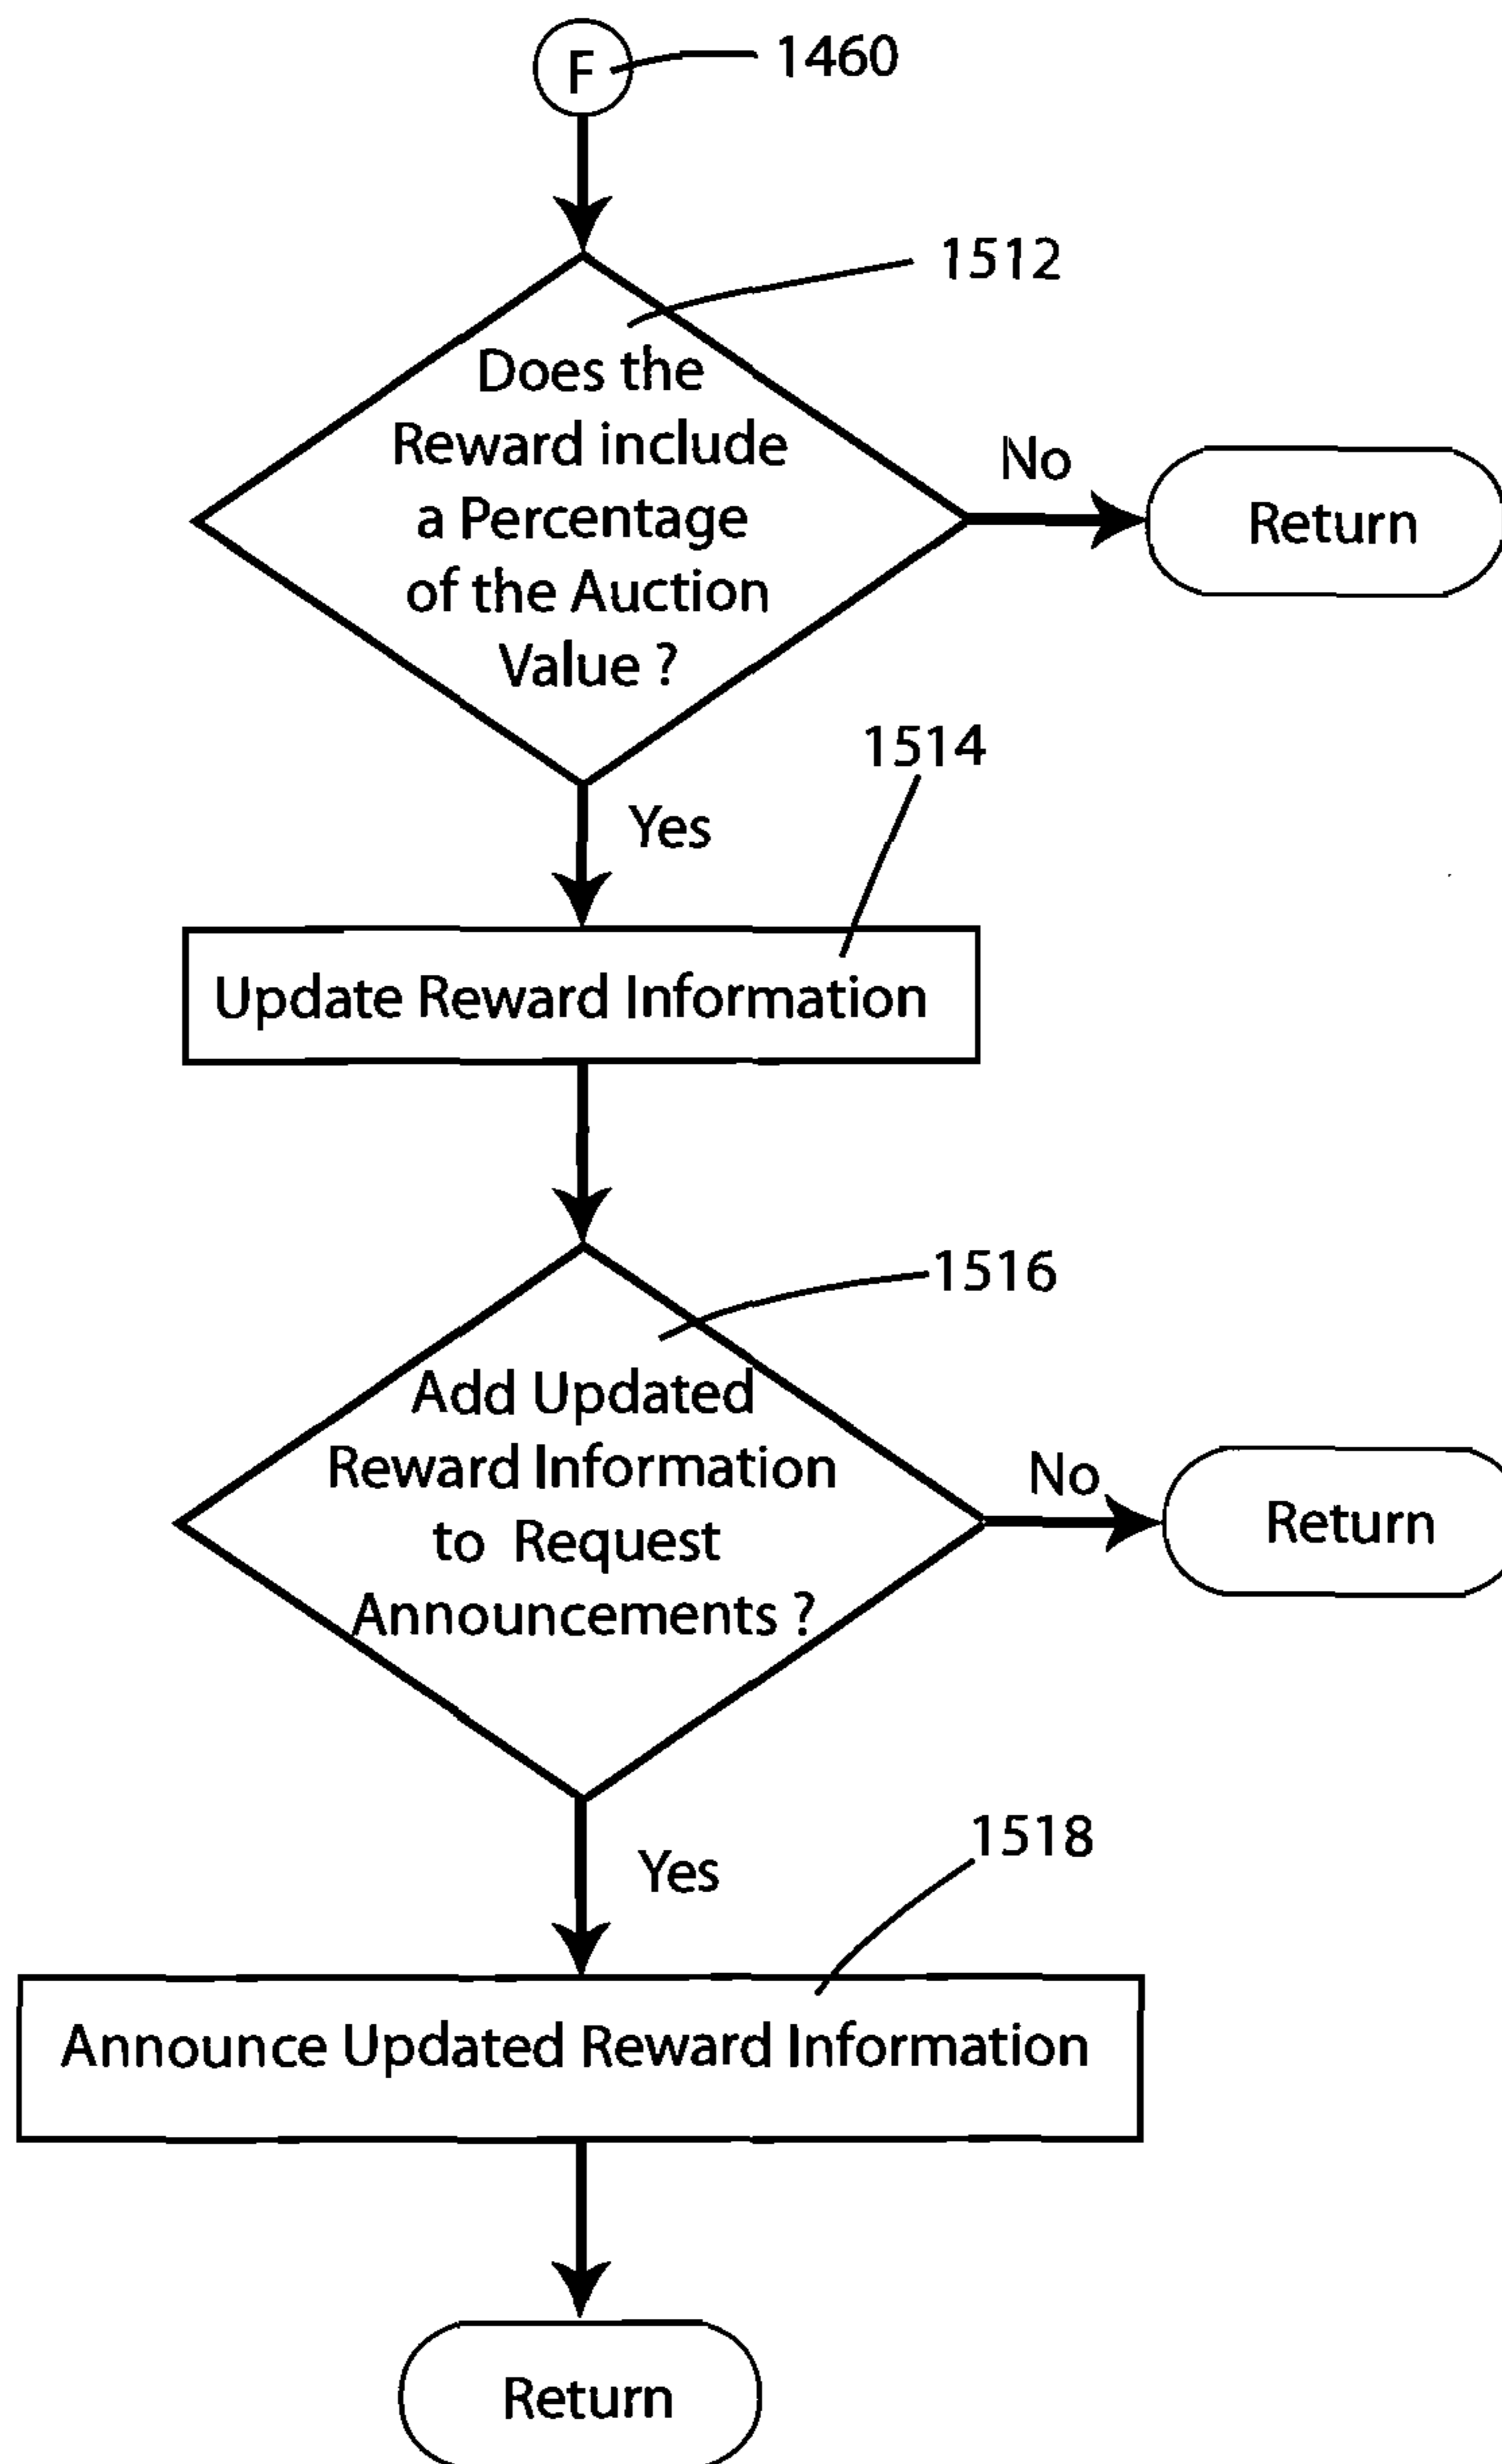 F
1460
1512
Does the
Reward include
a Percentage
of the Auction
Value ?
No
Return
1514
Yes
Update Reward Information
1516
Add Updated
Reward Information
to Request
Announcements ?
No
Return
1518
Yes
Announce Updated Reward Information
Return